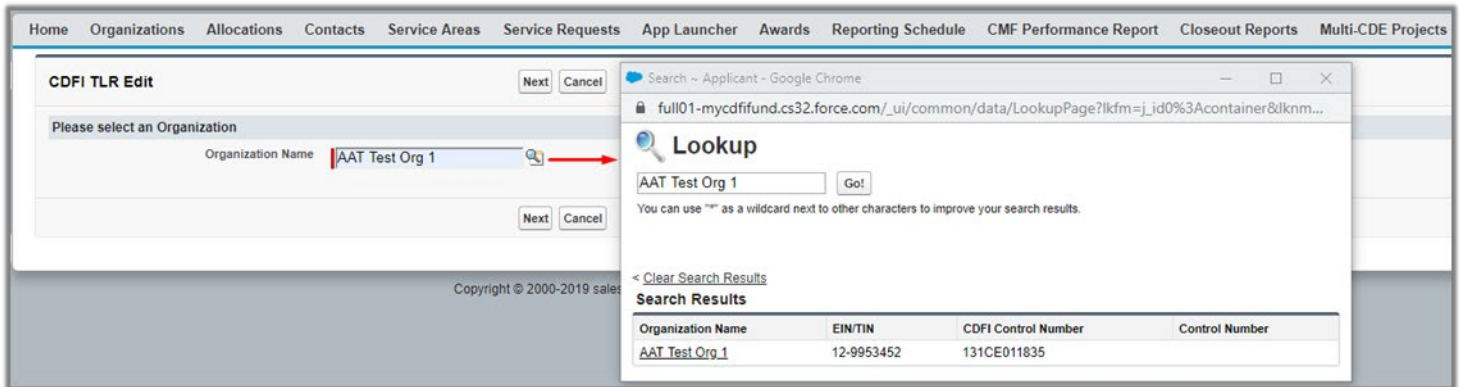 Home Organizations Allocations Contacts Service Areas Service Requests App Launcher Awards Reporting Schedule CMF Performance Report Closeout Reports Multi-CDE Projects
CDFI TLR Edit
Next Cancel
Please select an Organization
Organization Name AAT Test Org 1
Next Cancel
Copyright © 2000-2019 sales
Search ~ Applicant - Google Chrome
full01-mycdfifund.cs32.force.com/_ui/common/data/LookupPage?lkfm=j_id0%3Acontainer&lknm...
Lookup
AAT Test Org 1 Go!
You can use "*" as a wildcard next to other characters to improve your search results.
< Clear Search Results
Search Results
Organization Name EIN/TIN CDFI Control Number Control Number
AAT Test Org 1 12-9953452 131CE011835